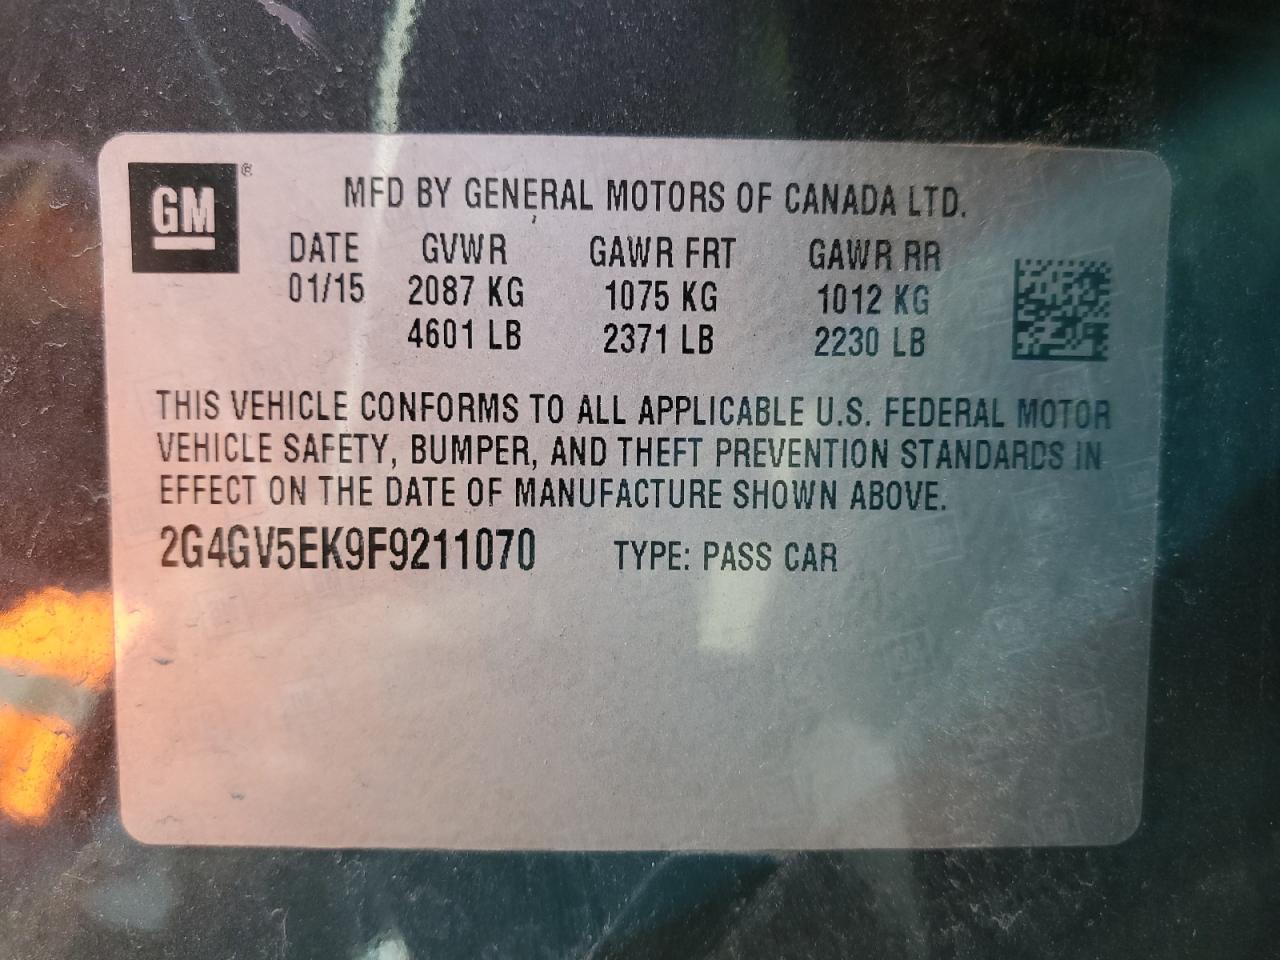 GM ®
MFD BY GENERAL MOTORS OF CANADA LTD.
DATE GVWR GAWR FRT GAWR RR
01/15 2087 KG 1075 KG 1012 KG
4601 LB 2371 LB 2230 LB
THIS VEHICLE CONFORMS TO ALL APPLICABLE U.S. FEDERAL MOTOR
VEHICLE SAFETY, BUMPER, AND THEFT PREVENTION STANDARDS IN
EFFECT ON THE DATE OF MANUFACTURE SHOWN ABOVE.
2G4GV5EK9F9211070 TYPE: PASS CAR